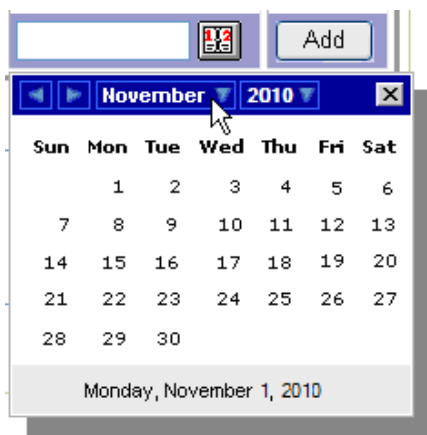 12 Add
November 2010 X
Sun Mon Tue Wed Thu Fri Sat
1 2 3 4 5 6
7 8 9 10 11 12 13
14 15 16 17 18 19 20
21 22 23 24 25 26 27
28 29 30
Monday, November 1, 2010